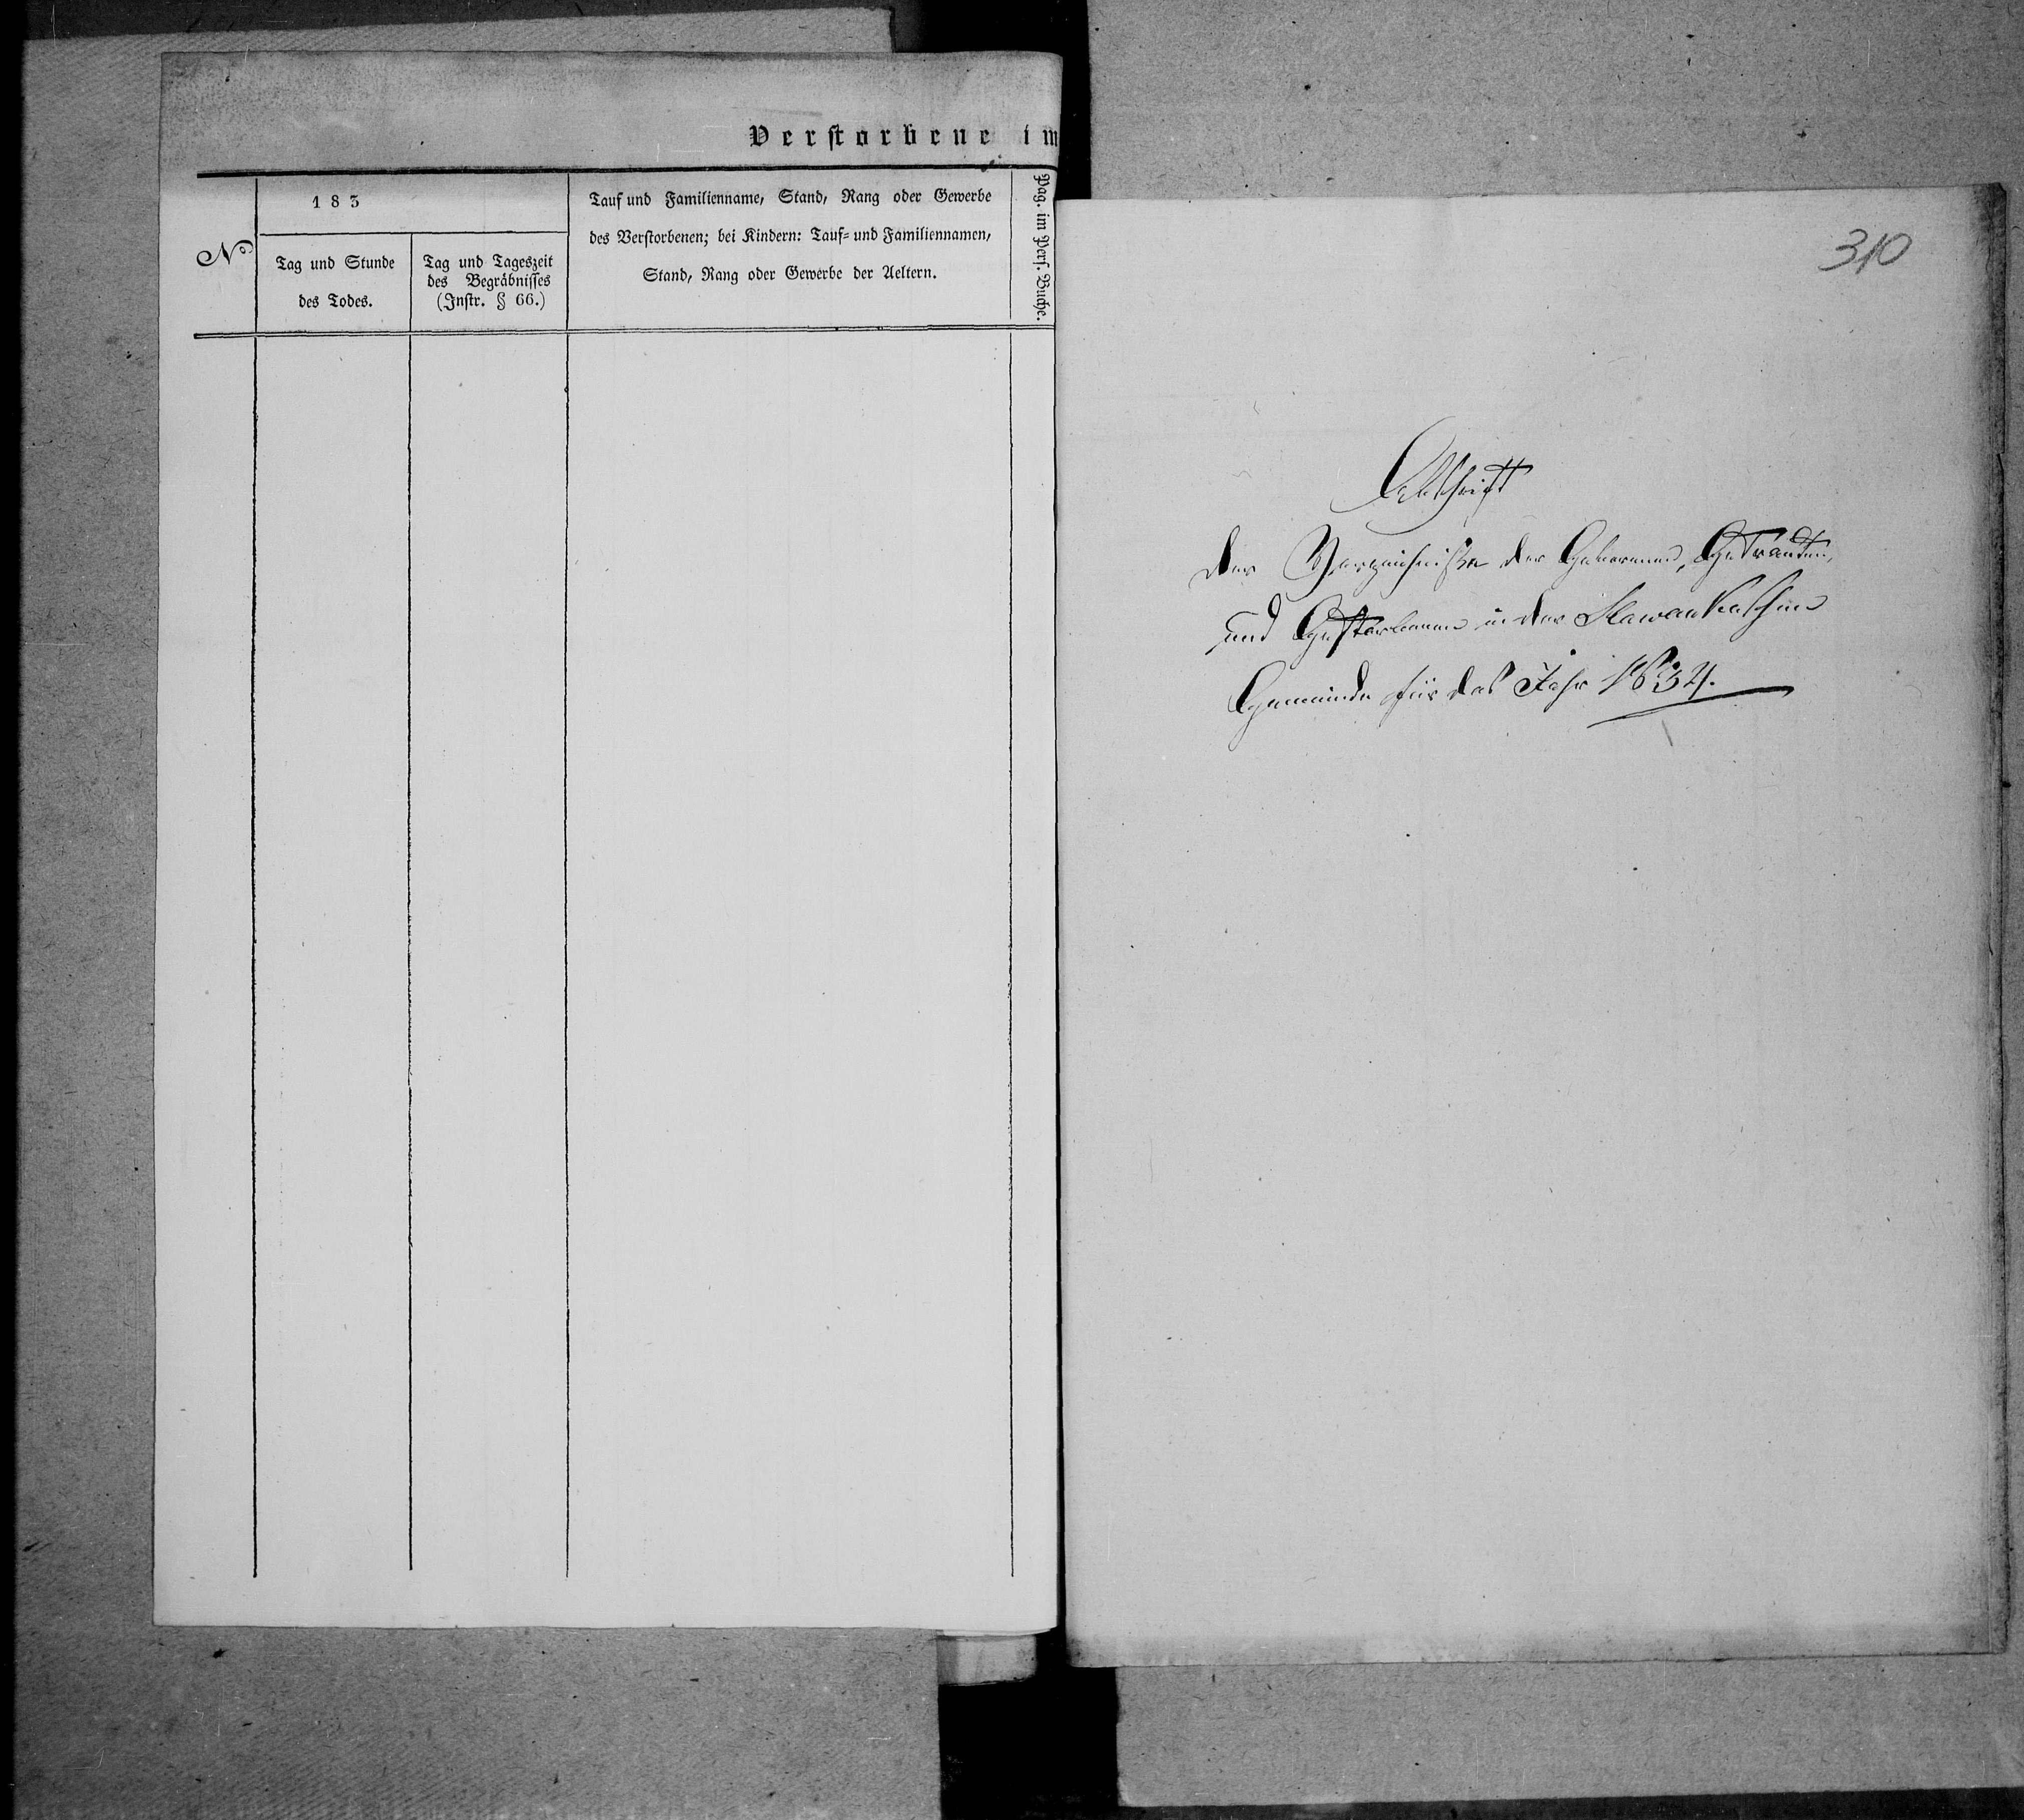 Verstorbene im
183
No
Tag und Stunde
des Todes.
Tag und Tageszeit
des Begräbnisses
(Instr. § 66.)
Tauf und Familienname, Stand, Rang oder Gewerbe
des Verstorbenen; bei Kindern: Tauf- und Familiennamen,
Stand, Rang oder Gewerbe der Aeltern.
Pag. im Pers. Buche.
310
Abschrift
der Verzeichnisse der Geborenen, Getrauten,
und Gestorbenen in der
Gemeinde für das Jahr 1834.